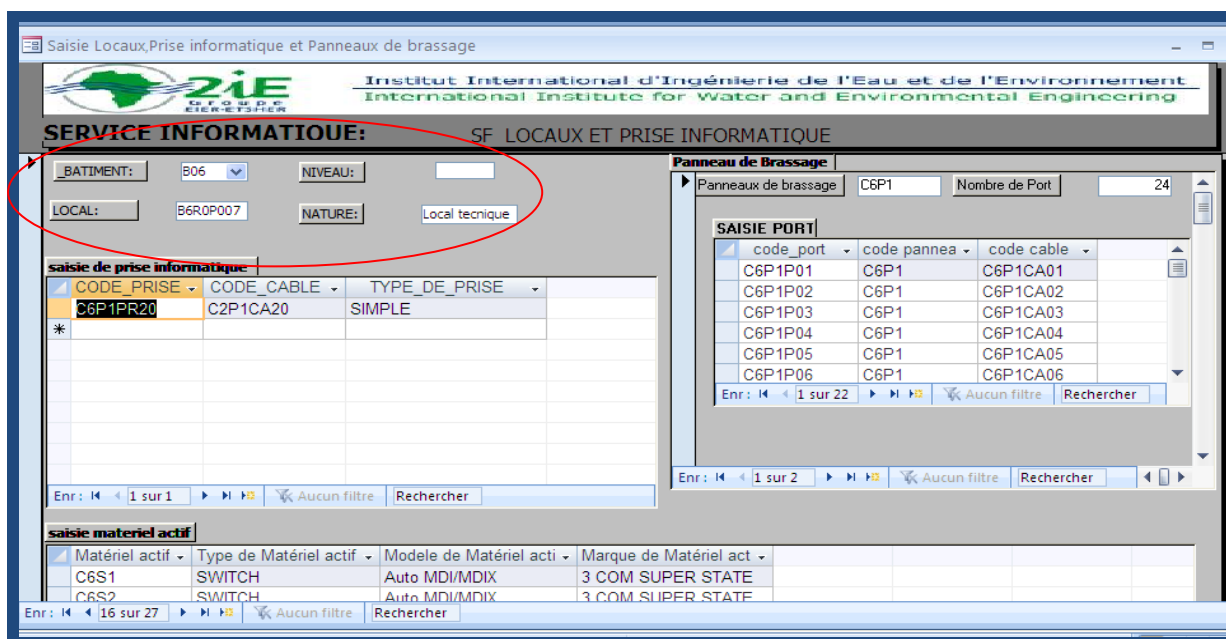 Saisie Locaux,Prise informatique et Panneaux de brassage
2iE
Groupe
EIER-ETSHER
Institut International d'Ingénierie de l'Eau et de l'Environnement
International Institute for Water and Environmental Engineering
SERVICE INFORMATIQUE: SF LOCAUX ET PRISE INFORMATIQUE
_BATIMENT: B06 NIVEAU:
LOCAL: B6R0P007 NATURE: Local tecnique
saisie de prise informatique
CODE_PRISE CODE_CABLE TYPE_DE_PRISE
C6P1PR20 C2P1CA20 SIMPLE
Enr : 1 sur 1 Aucun filtre Rechercher
Panneau de Brassage
Panneaux de brassage C6P1 Nombre de Port 24
SAISIE PORT
code_port code pannea code cable
C6P1P01 C6P1 C6P1CA01
C6P1P02 C6P1 C6P1CA02
C6P1P03 C6P1 C6P1CA03
C6P1P04 C6P1 C6P1CA04
C6P1P05 C6P1 C6P1CA05
C6P1P06 C6P1 C6P1CA06
Enr : 1 sur 22 Aucun filtre Rechercher
Enr : 1 sur 2 Aucun filtre Rechercher
saisie materiel actif
Matériel actif Type de Matériel actif Modele de Matériel acti Marque de Matériel act
C6S1 SWITCH Auto MDI/MDIX 3 COM SUPER STATE
C6S2 SWITCH Auto MDI/MDIX 3 COM SUPER STATE
Enr : 16 sur 27 Aucun filtre Rechercher